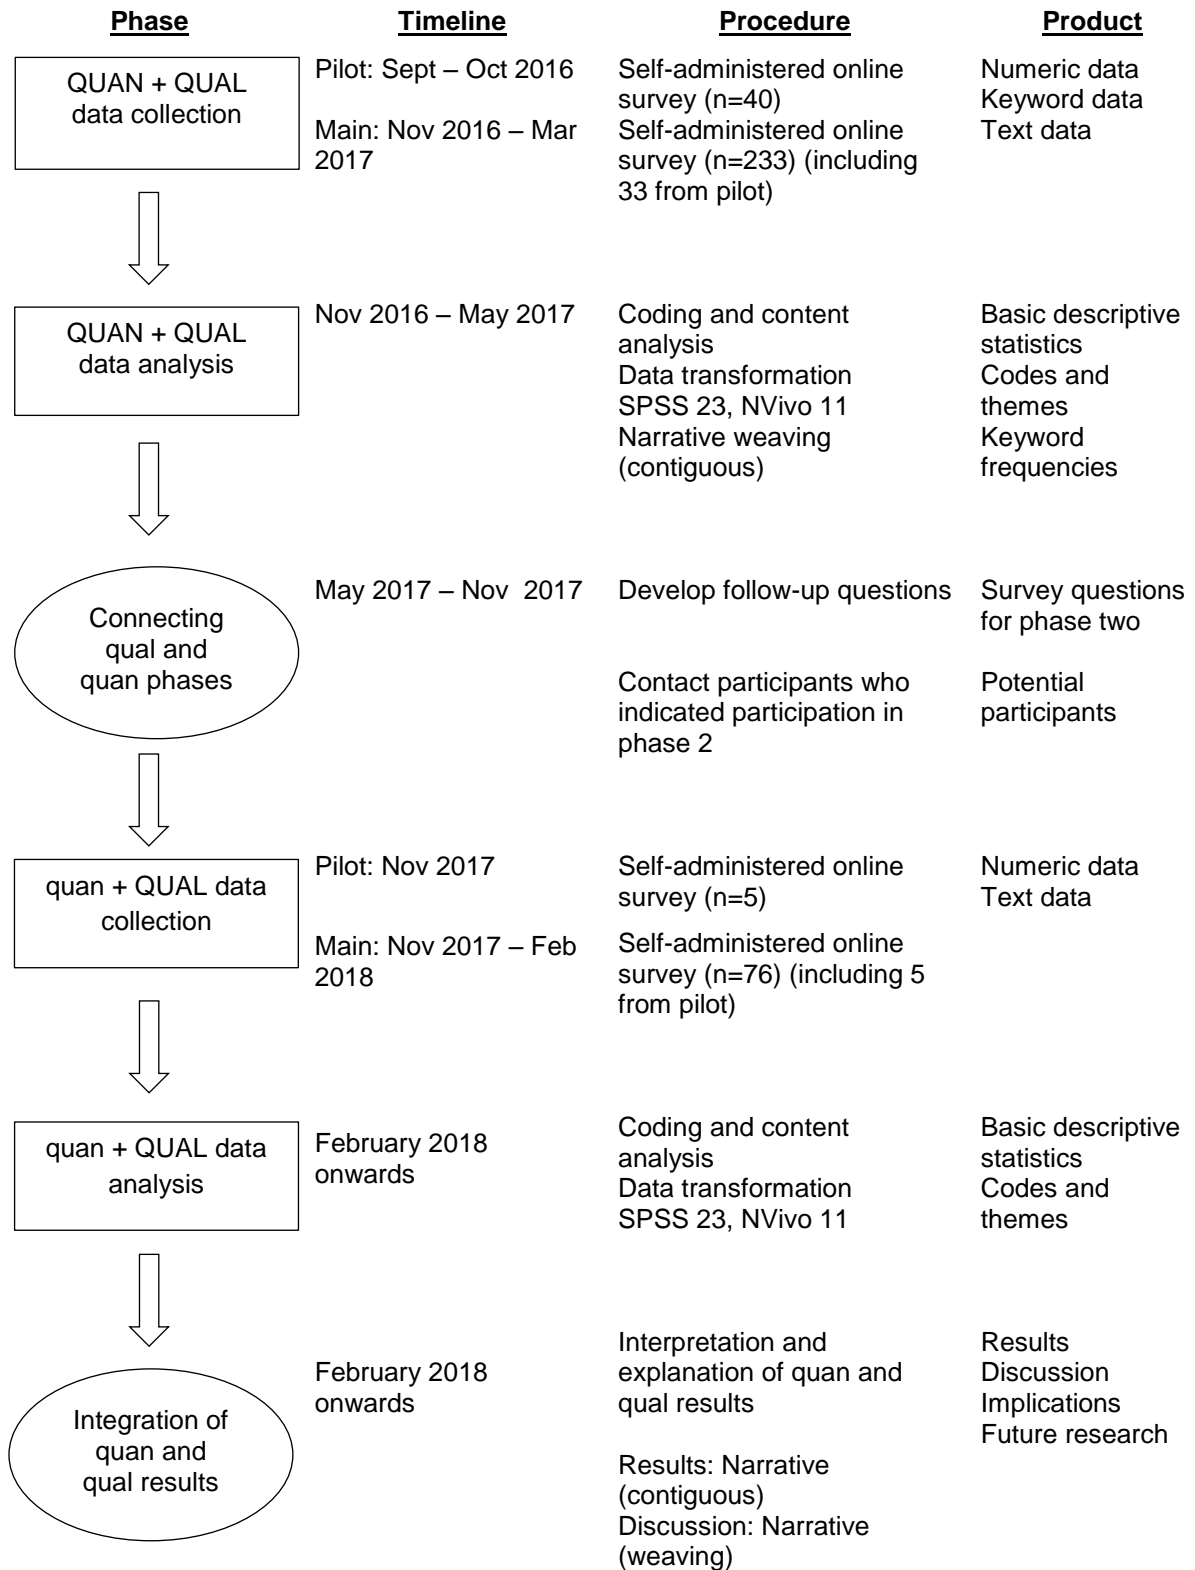 Phase Timeline Procedure Product
QUAN + QUAL
data collection
Pilot: Sept – Oct 2016
Main: Nov 2016 – Mar
2017
Self-administered online
survey (n=40)
Self-administered online
survey (n=233) (including
33 from pilot)
Numeric data
Keyword data
Text data
QUAN + QUAL
data analysis
Nov 2016 – May 2017
Coding and content
analysis
Data transformation
SPSS 23, NVivo 11
Narrative weaving
(contiguous)
Basic descriptive
statistics
Codes and
themes
Keyword
frequencies
Connecting
qual and
quan phases
May 2017 – Nov 2017
Develop follow-up questions
Contact participants who
indicated participation in
phase 2
Survey questions
for phase two
Potential
participants
quan + QUAL data
collection
Pilot: Nov 2017
Main: Nov 2017 – Feb
2018
Self-administered online
survey (n=5)
Self-administered online
survey (n=76) (including 5
from pilot)
Numeric data
Text data
quan + QUAL data
analysis
February 2018
onwards
Coding and content
analysis
Data transformation
SPSS 23, NVivo 11
Basic descriptive
statistics
Codes and
themes
Integration of
quan and
qual results
February 2018
onwards
Interpretation and
explanation of quan and
qual results
Results: Narrative
(contiguous)
Discussion: Narrative
(weaving)
Results
Discussion
Implications
Future research